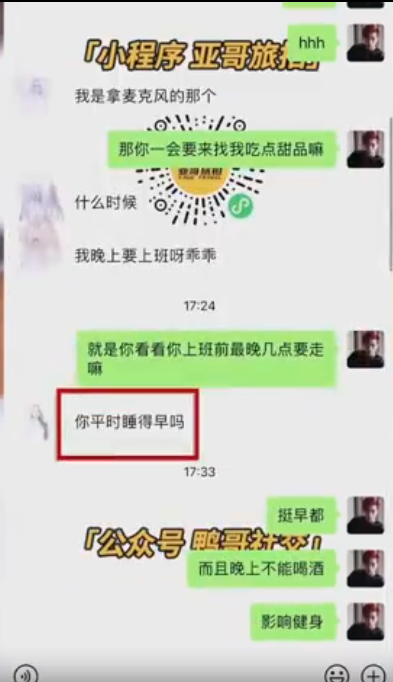 hhh
「小程序 亚哥旅拍」
我是拿麦克风的那个
那你一会要来找我吃点甜品嘛
什么时候
我晚上要上班呀乖乖
17:24
就是你看看你上班前最晚几点要走
嘛
你平时睡得早吗
17:33
挺早都
「公众号 鸭哥社交」
而且晚上不能喝酒
影响健身